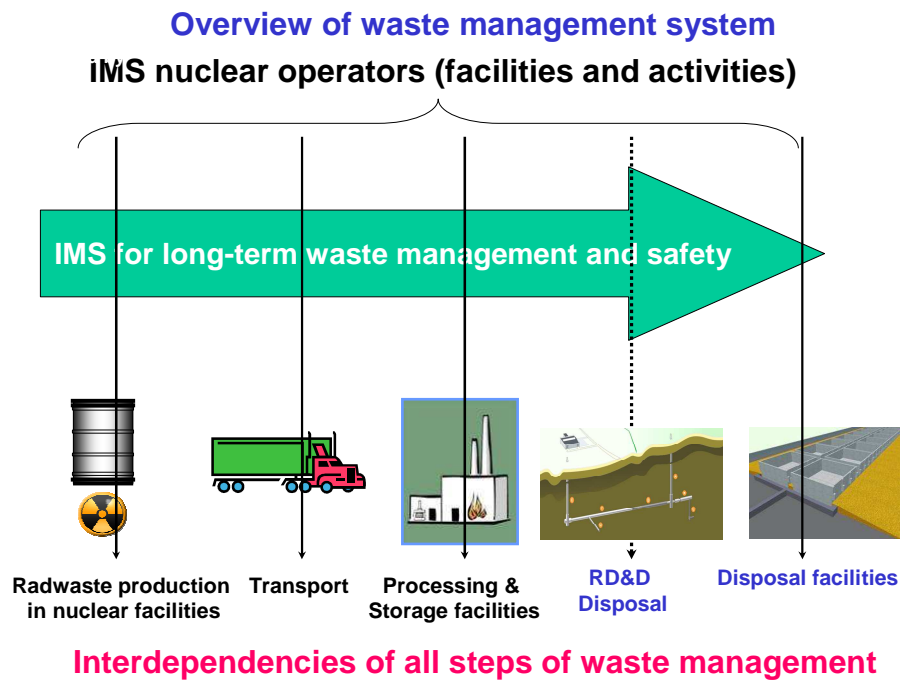 Overview of waste management system
IMS nuclear operators (facilities and activities)
IMS for long-term waste management and safety
Radwaste production
in nuclear facilities
Transport
Processing &
Storage facilities
RD&D
Disposal
Disposal facilities
Interdependencies of all steps of waste management